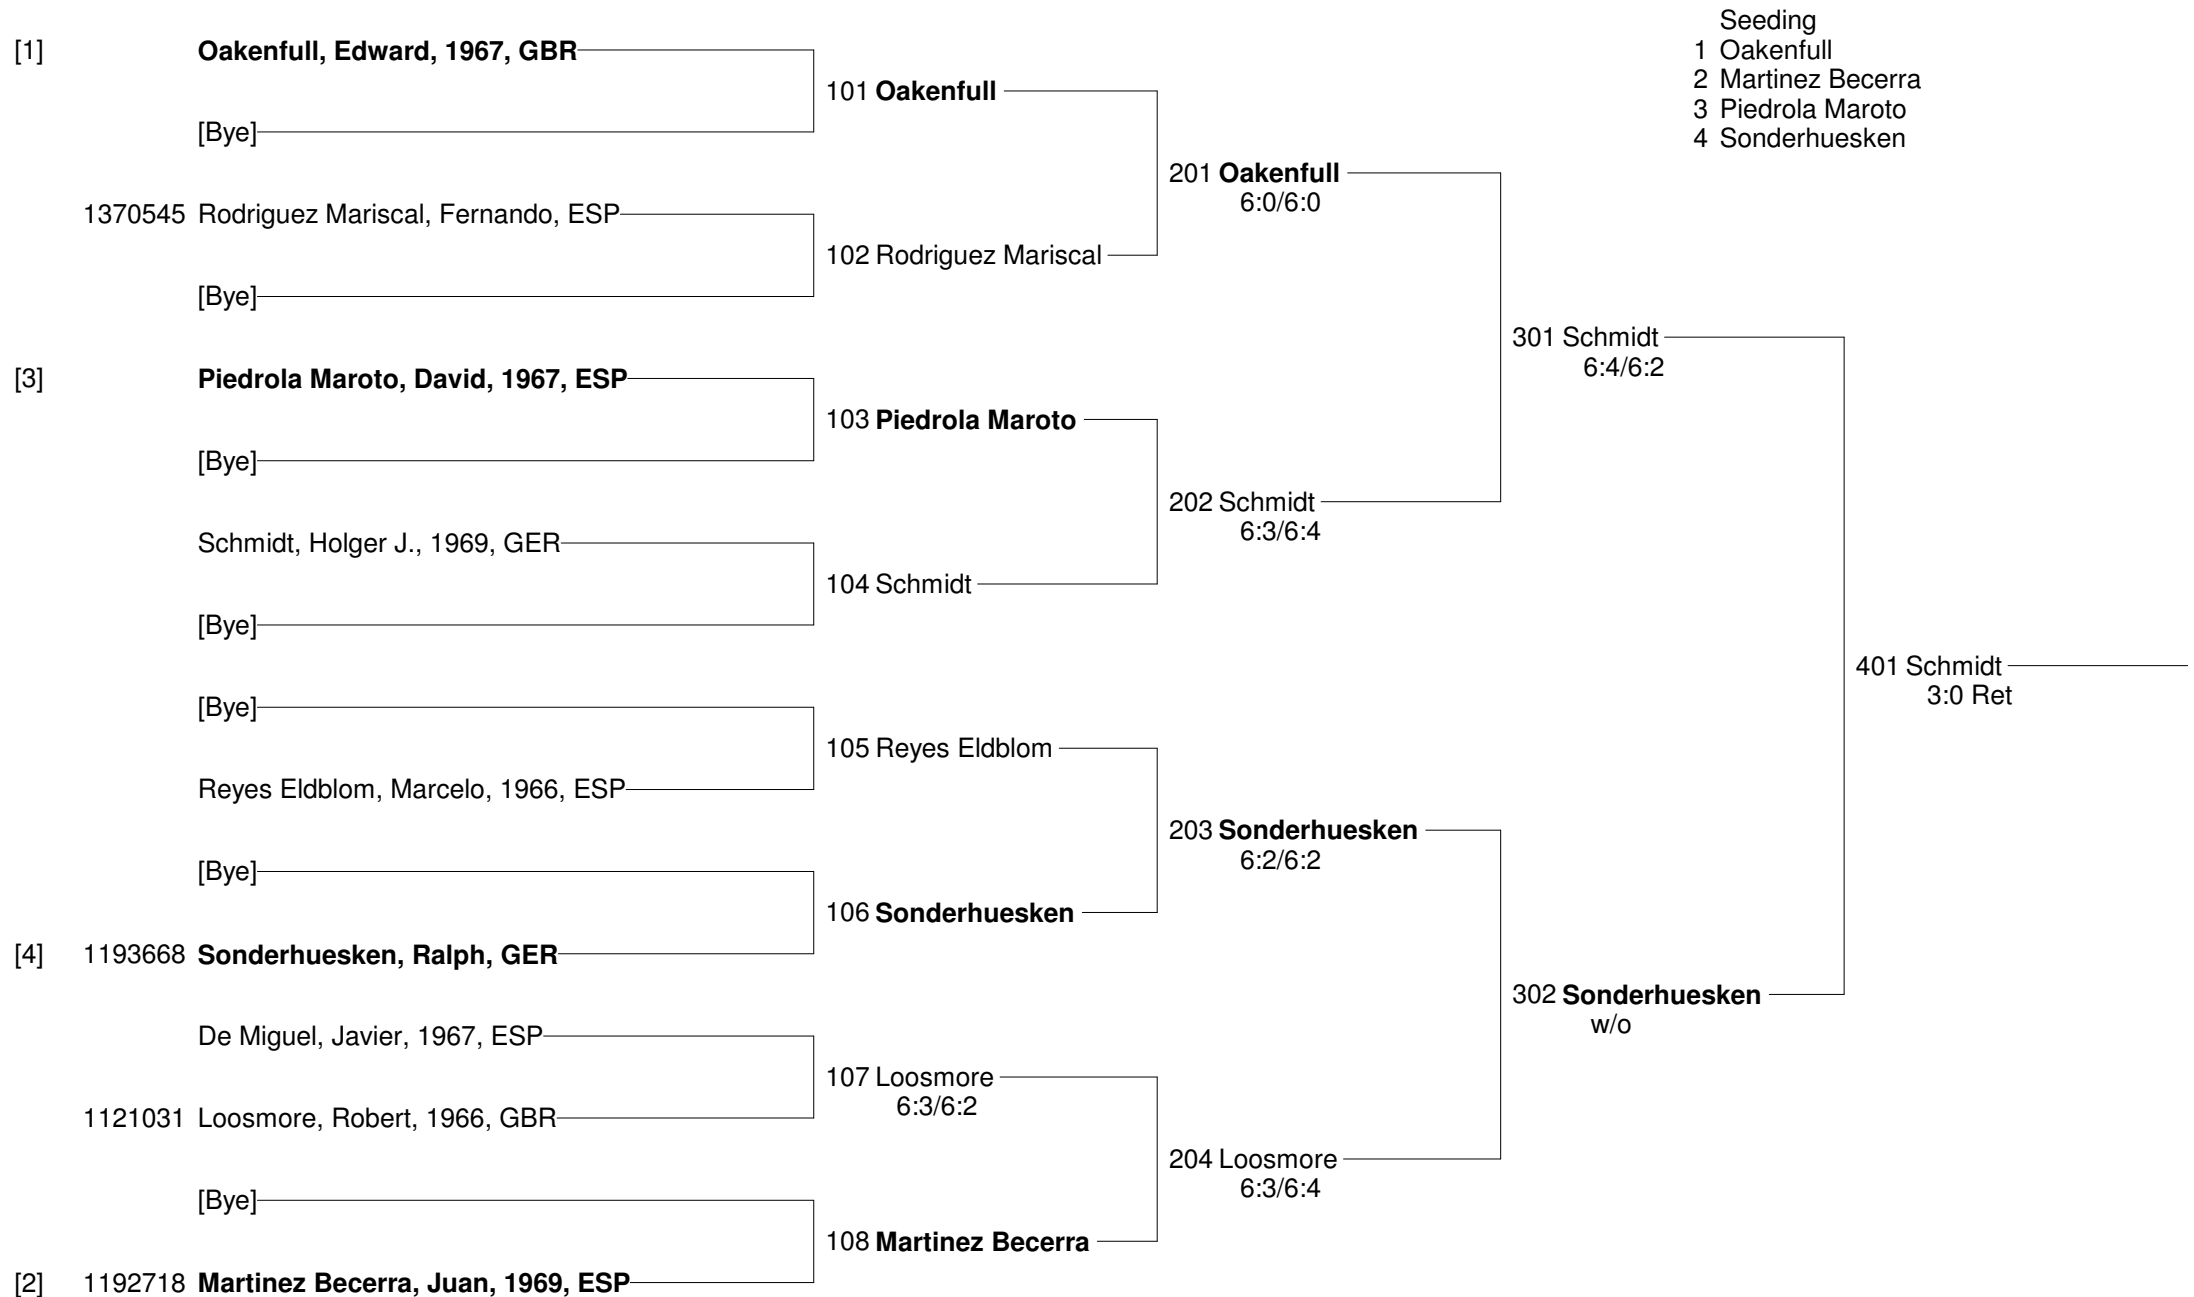 Seeding
1 Oakenfull
2 Martinez Becerra
3 Piedrola Maroto
4 Sonderhuesken
[1] Oakenfull, Edward, 1967, GBR
[Bye]
1370545 Rodriguez Mariscal, Fernando, ESP
[Bye]
[3] Piedrola Maroto, David, 1967, ESP
[Bye]
Schmidt, Holger J., 1969, GER
[Bye]
[Bye]
Reyes Eldblom, Marcelo, 1966, ESP
[Bye]
[4] 1193668 Sonderhuesken, Ralph, GER
De Miguel, Javier, 1967, ESP
1121031 Loosmore, Robert, 1966, GBR
[Bye]
[2] 1192718 Martinez Becerra, Juan, 1969, ESP
101 Oakenfull
102 Rodriguez Mariscal
103 Piedrola Maroto
104 Schmidt
105 Reyes Eldblom
106 Sonderhuesken
107 Loosmore
6:3/6:2
108 Martinez Becerra
201 Oakenfull
6:0/6:0
202 Schmidt
6:3/6:4
203 Sonderhuesken
6:2/6:2
204 Loosmore
6:3/6:4
301 Schmidt
6:4/6:2
302 Sonderhuesken
w/o
401 Schmidt
3:0 Ret